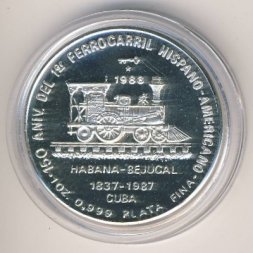 150 ANIV. DEL 1er FERROCARRIL HISPANO-AMERICANO
1988
HABANA-BEJUCAL
1837-1987
CUBA
1 OZ. 0,999 PLATA FINA